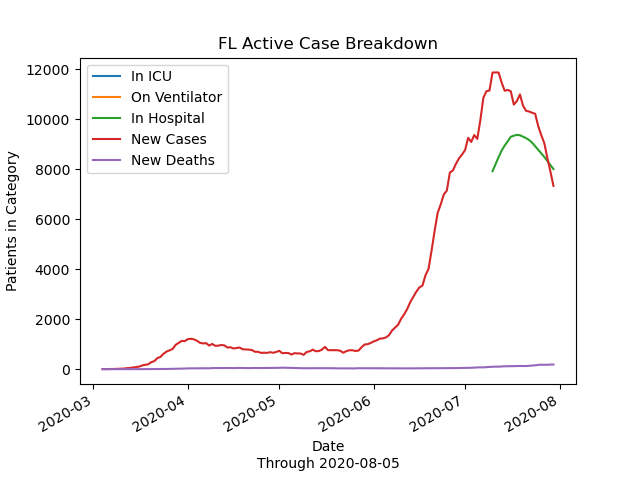 FL Active Case Breakdown
In ICU
On Ventilator
In Hospital
New Cases
New Deaths
Patients in Category
12000
10000
8000
6000
4000
2000
0
2020-03
2020-04
2020-05
2020-06
2020-07
2020-08
Date
Through 2020-08-05